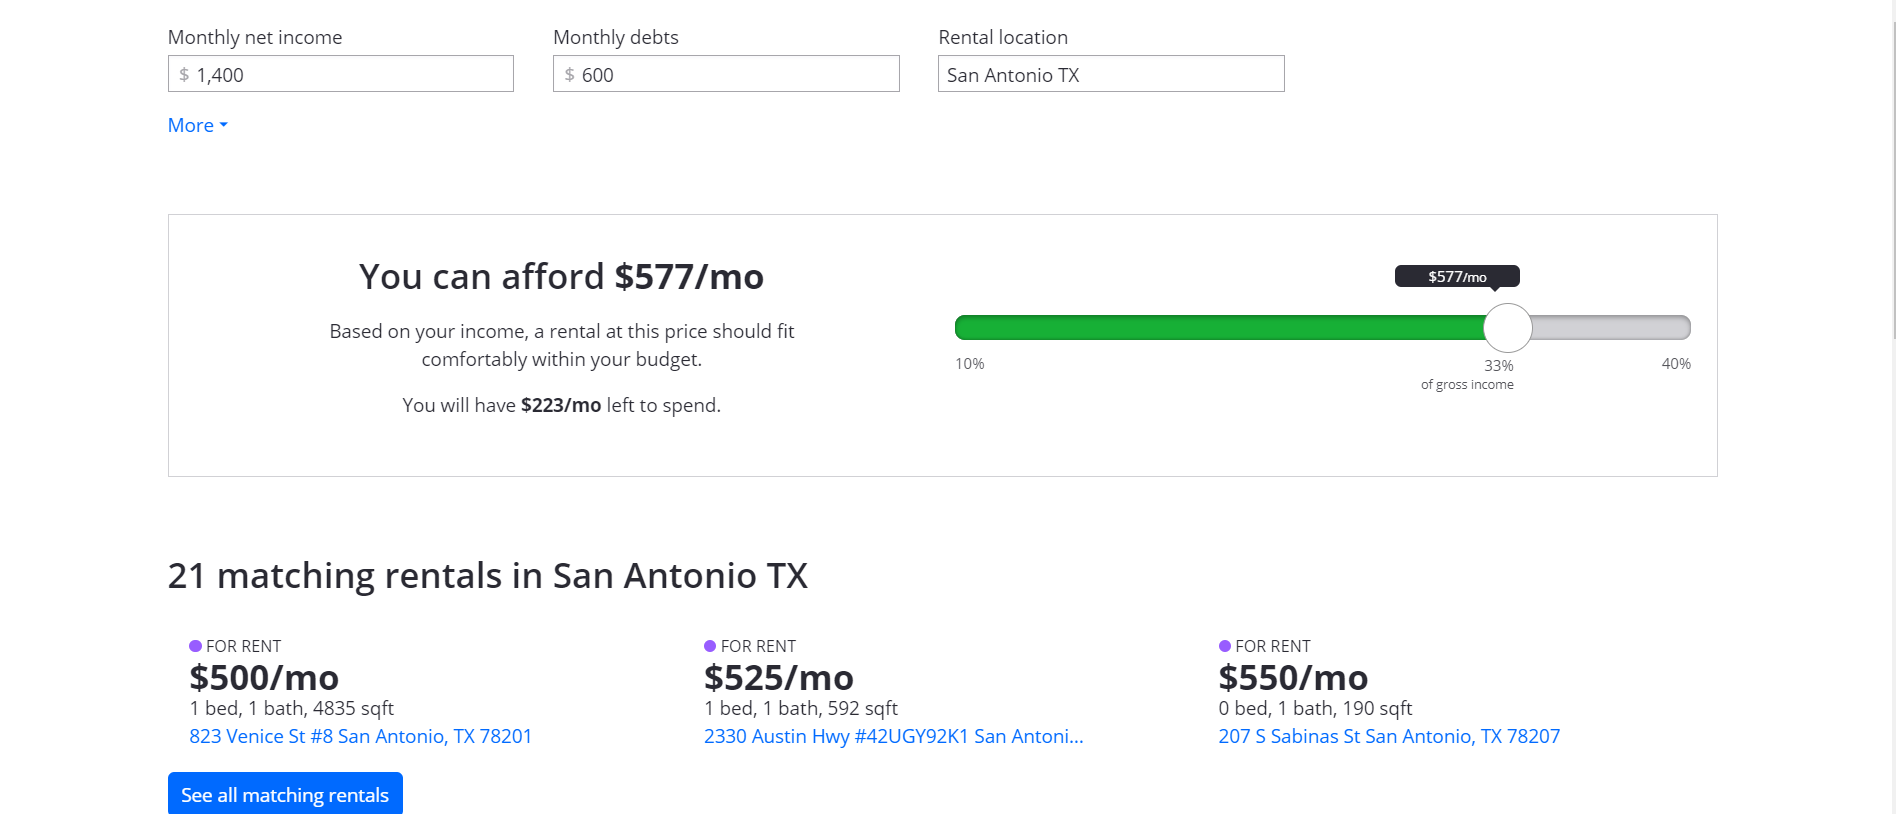 Monthly net income
Monthly debts
Rental location
$ 1,400
$ 600
San Antonio TX
More
You can afford $577/mo
Based on your income, a rental at this price should fit
comfortably within your budget.
You will have $223/mo left to spend.
$577/mo
10%
33%
40%
of gross income
21 matching rentals in San Antonio TX
FOR RENT
$500/mo
1 bed, 1 bath, 4835 sqft
823 Venice St #8 San Antonio, TX 78201
FOR RENT
$525/mo
1 bed, 1 bath, 592 sqft
2330 Austin Hwy #42UGY92K1 San Antoni...
FOR RENT
$550/mo
0 bed, 1 bath, 190 sqft
207 S Sabinas St San Antonio, TX 78207
See all matching rentals